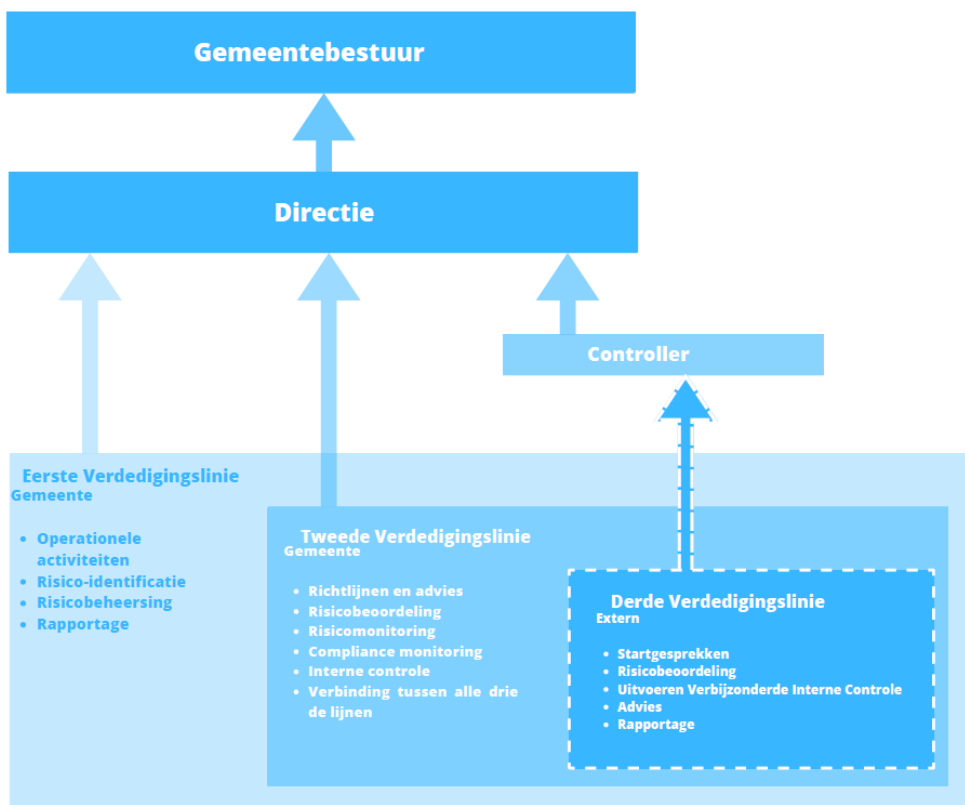 Gemeentebestuur
Directie
Controller
Eerste Verdedigingslinie
Gemeente
• Operationele
activiteiten
• Risico-identificatie
• Risicobeheersing
• Rapportage
Tweede Verdedigingslinie
Gemeente
• Richtlijnen en advies
• Risicobeoordeling
• Risicomonitoring
• Compliance monitoring
• Interne controle
• Verbinding tussen alle drie
de lijnen
Derde Verdedigingslinie
Extern
• Startgesprekken
• Risicobeoordeling
• Uitvoeren Verbijzonderde Interne Controle
• Advies
• Rapportage